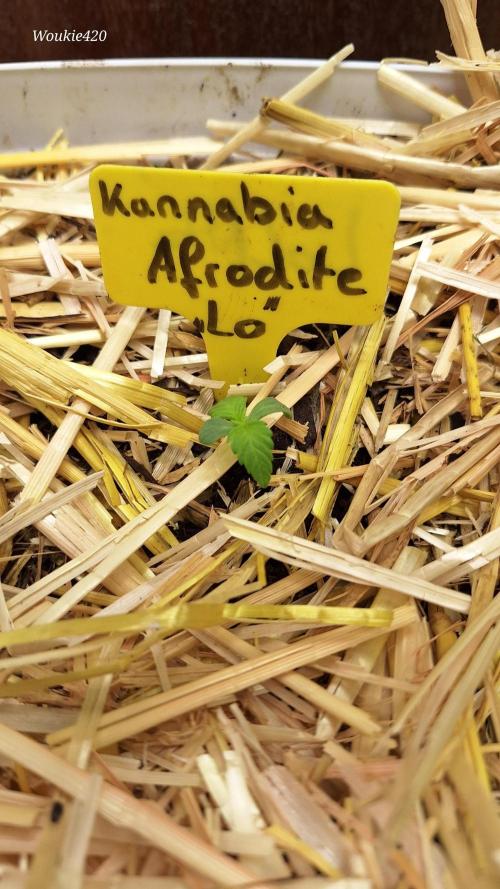 Woukie420
Kannabia
Afrodite
„Lo"